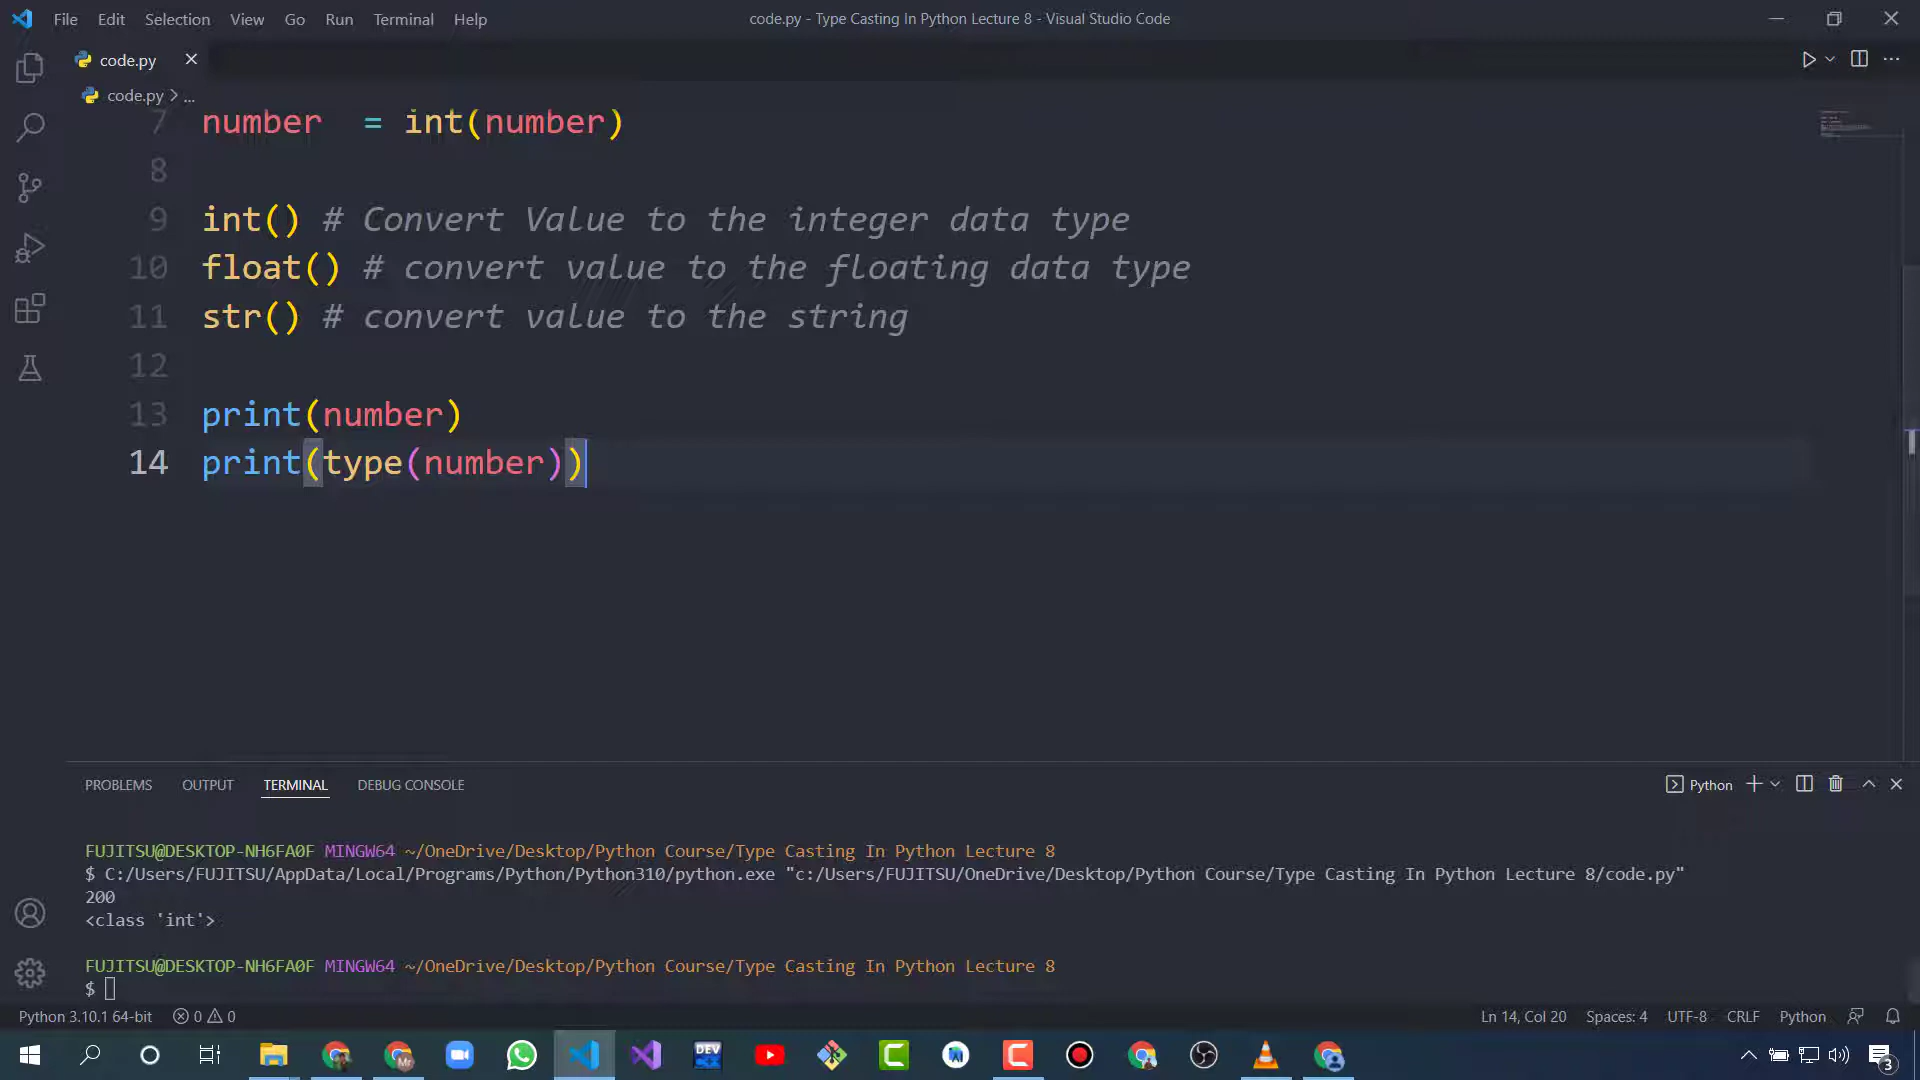 File Edit Selection View Go Run Terminal Help
code.py - Type Casting In Python Lecture 8 - Visual Studio Code
code.py
code.py > ...
7 number  = int(number)
8
9 int() # Convert Value to the integer data type
10 float() # convert value to the floating data type
11 str() # convert value to the string
12
13 print(number)
14 print(type(number))
PROBLEMS OUTPUT TERMINAL DEBUG CONSOLE
Python
FUJITSU@DESKTOP-NH6FA0F MINGW64 ~/OneDrive/Desktop/Python Course/Type Casting In Python Lecture 8
$ C:/Users/FUJITSU/AppData/Local/Programs/Python/Python310/python.exe "c:/Users/FUJITSU/OneDrive/Desktop/Python Course/Type Casting In Python Lecture 8/code.py"
200
<class 'int'>
FUJITSU@DESKTOP-NH6FA0F MINGW64 ~/OneDrive/Desktop/Python Course/Type Casting In Python Lecture 8
$
Python 3.10.1 64-bit 0 0 Ln 14, Col 20 Spaces: 4 UTF-8 CRLF Python
DEV
3